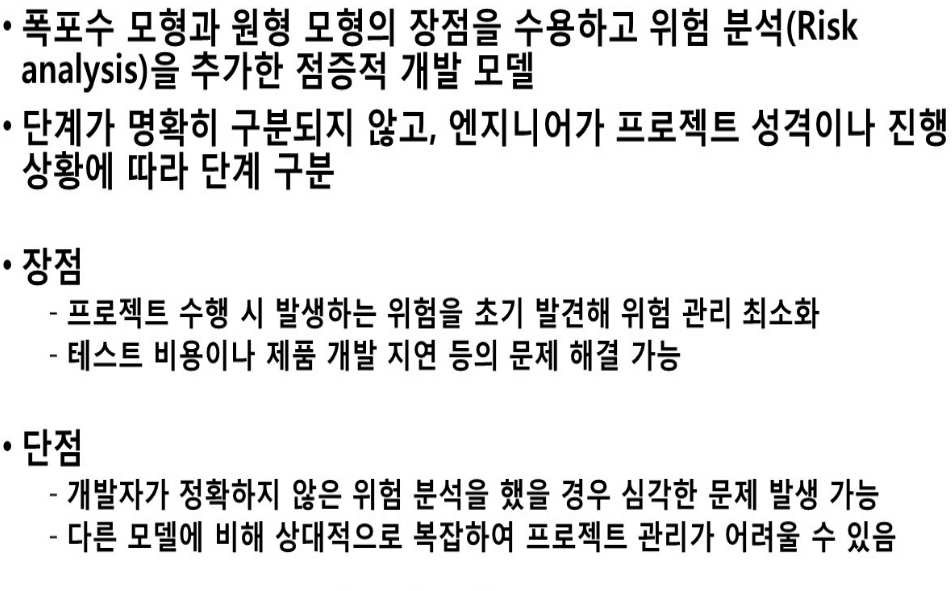 • 폭포수 모형과 원형 모형의 장점을 수용하고 위험 분석(Risk
analysis)을 추가한 점증적 개발 모델
• 단계가 명확히 구분되지 않고, 엔지니어가 프로젝트 성격이나 진행
상황에 따라 단계 구분
• 장점
- 프로젝트 수행 시 발생하는 위험을 초기 발견해 위험 관리 최소화
- 테스트 비용이나 제품 개발 지연 등의 문제 해결 가능
• 단점
- 개발자가 정확하지 않은 위험 분석을 했을 경우 심각한 문제 발생 가능
- 다른 모델에 비해 상대적으로 복잡하여 프로젝트 관리가 어려울 수 있음